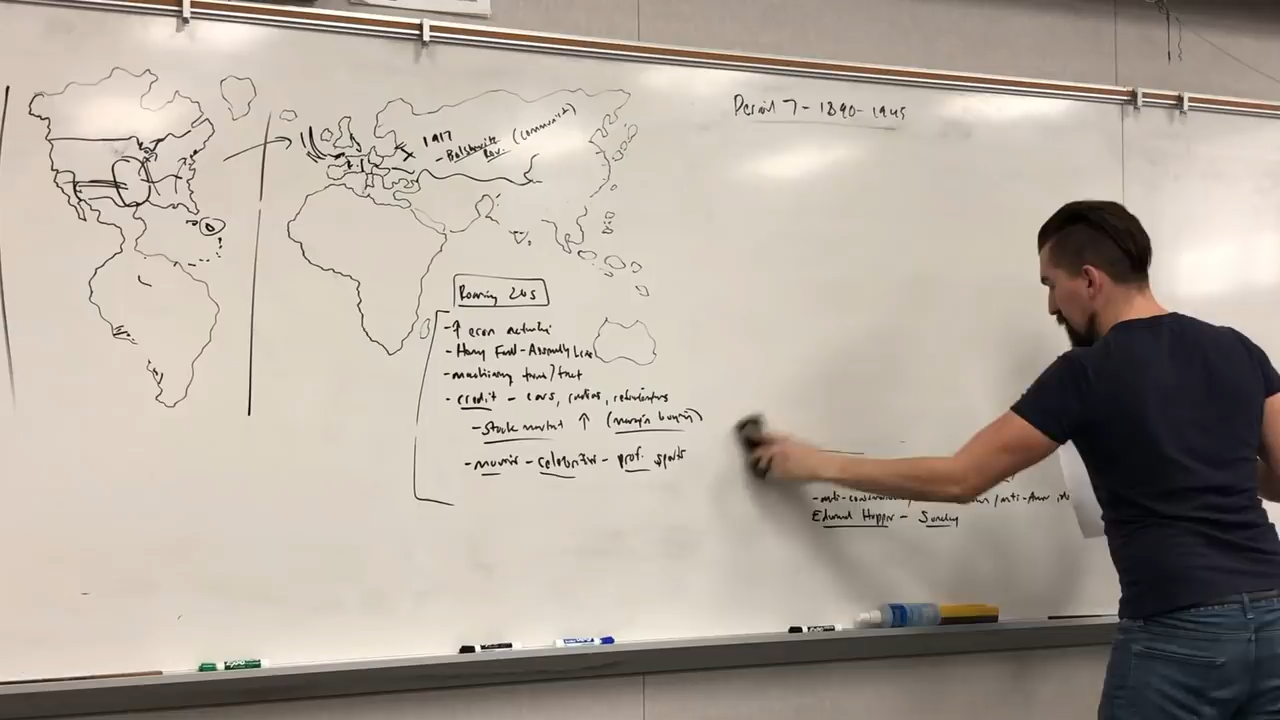 Period 7 - 1890-1945
1917
- Bolshevik (communist)
Rev.
Roaring 20s
- ↑ econ activity
- Henry Ford - Assembly Line
- machinery
- credit - cars, radios, refrigerators
- Stock market ↑ (margin buying)
- movies - celebrities - prof. sports
Edward Hopper - Sunday